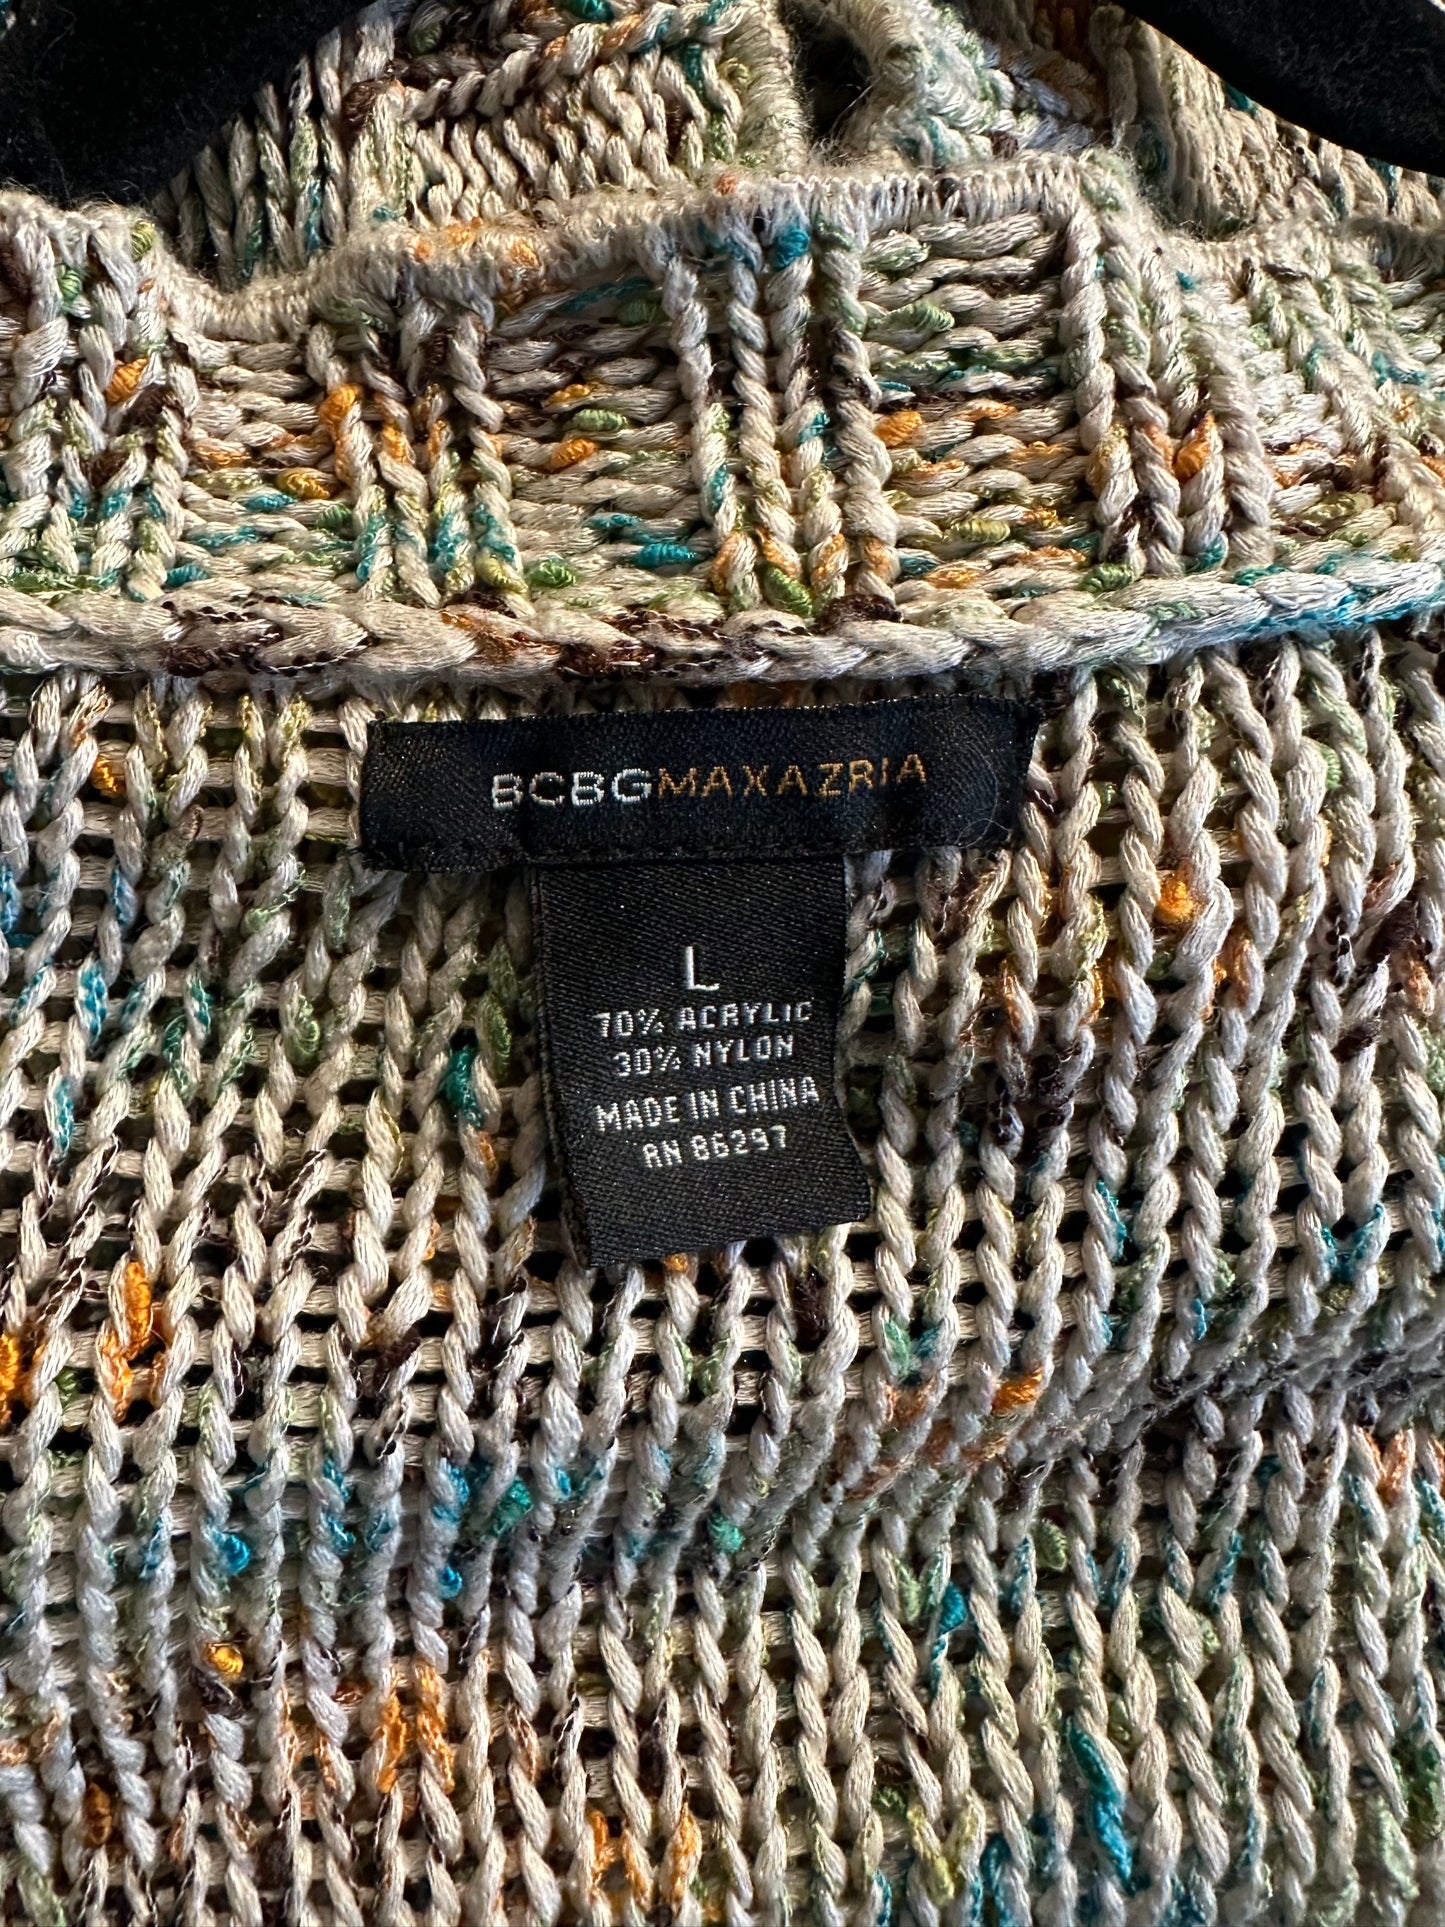 BCBGMAXAZRIA
L
70% ACRYLIC
30% NYLON
MADE IN CHINA
RN 86297